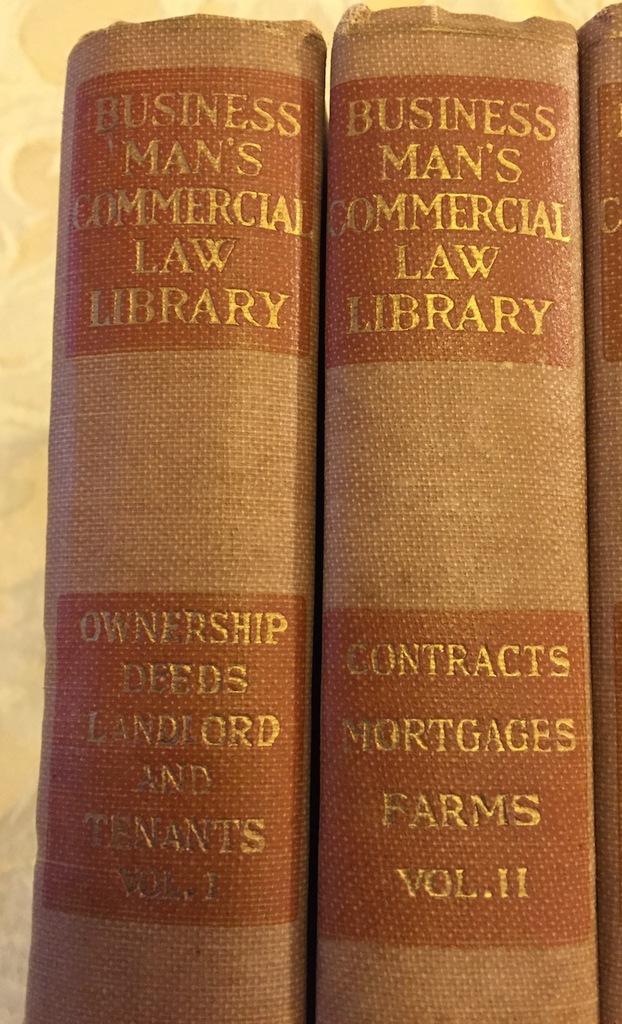 BUSINESS
MAN'S
COMMERCIAL
LAW
LIBRARY
OWNERSHIP
DEEDS
LANDLORD
AND
TENANTS
VOL. I
BUSINESS
MAN'S
COMMERCIAL
LAW
LIBRARY
CONTRACTS
MORTGAGES
FARMS
VOL. II